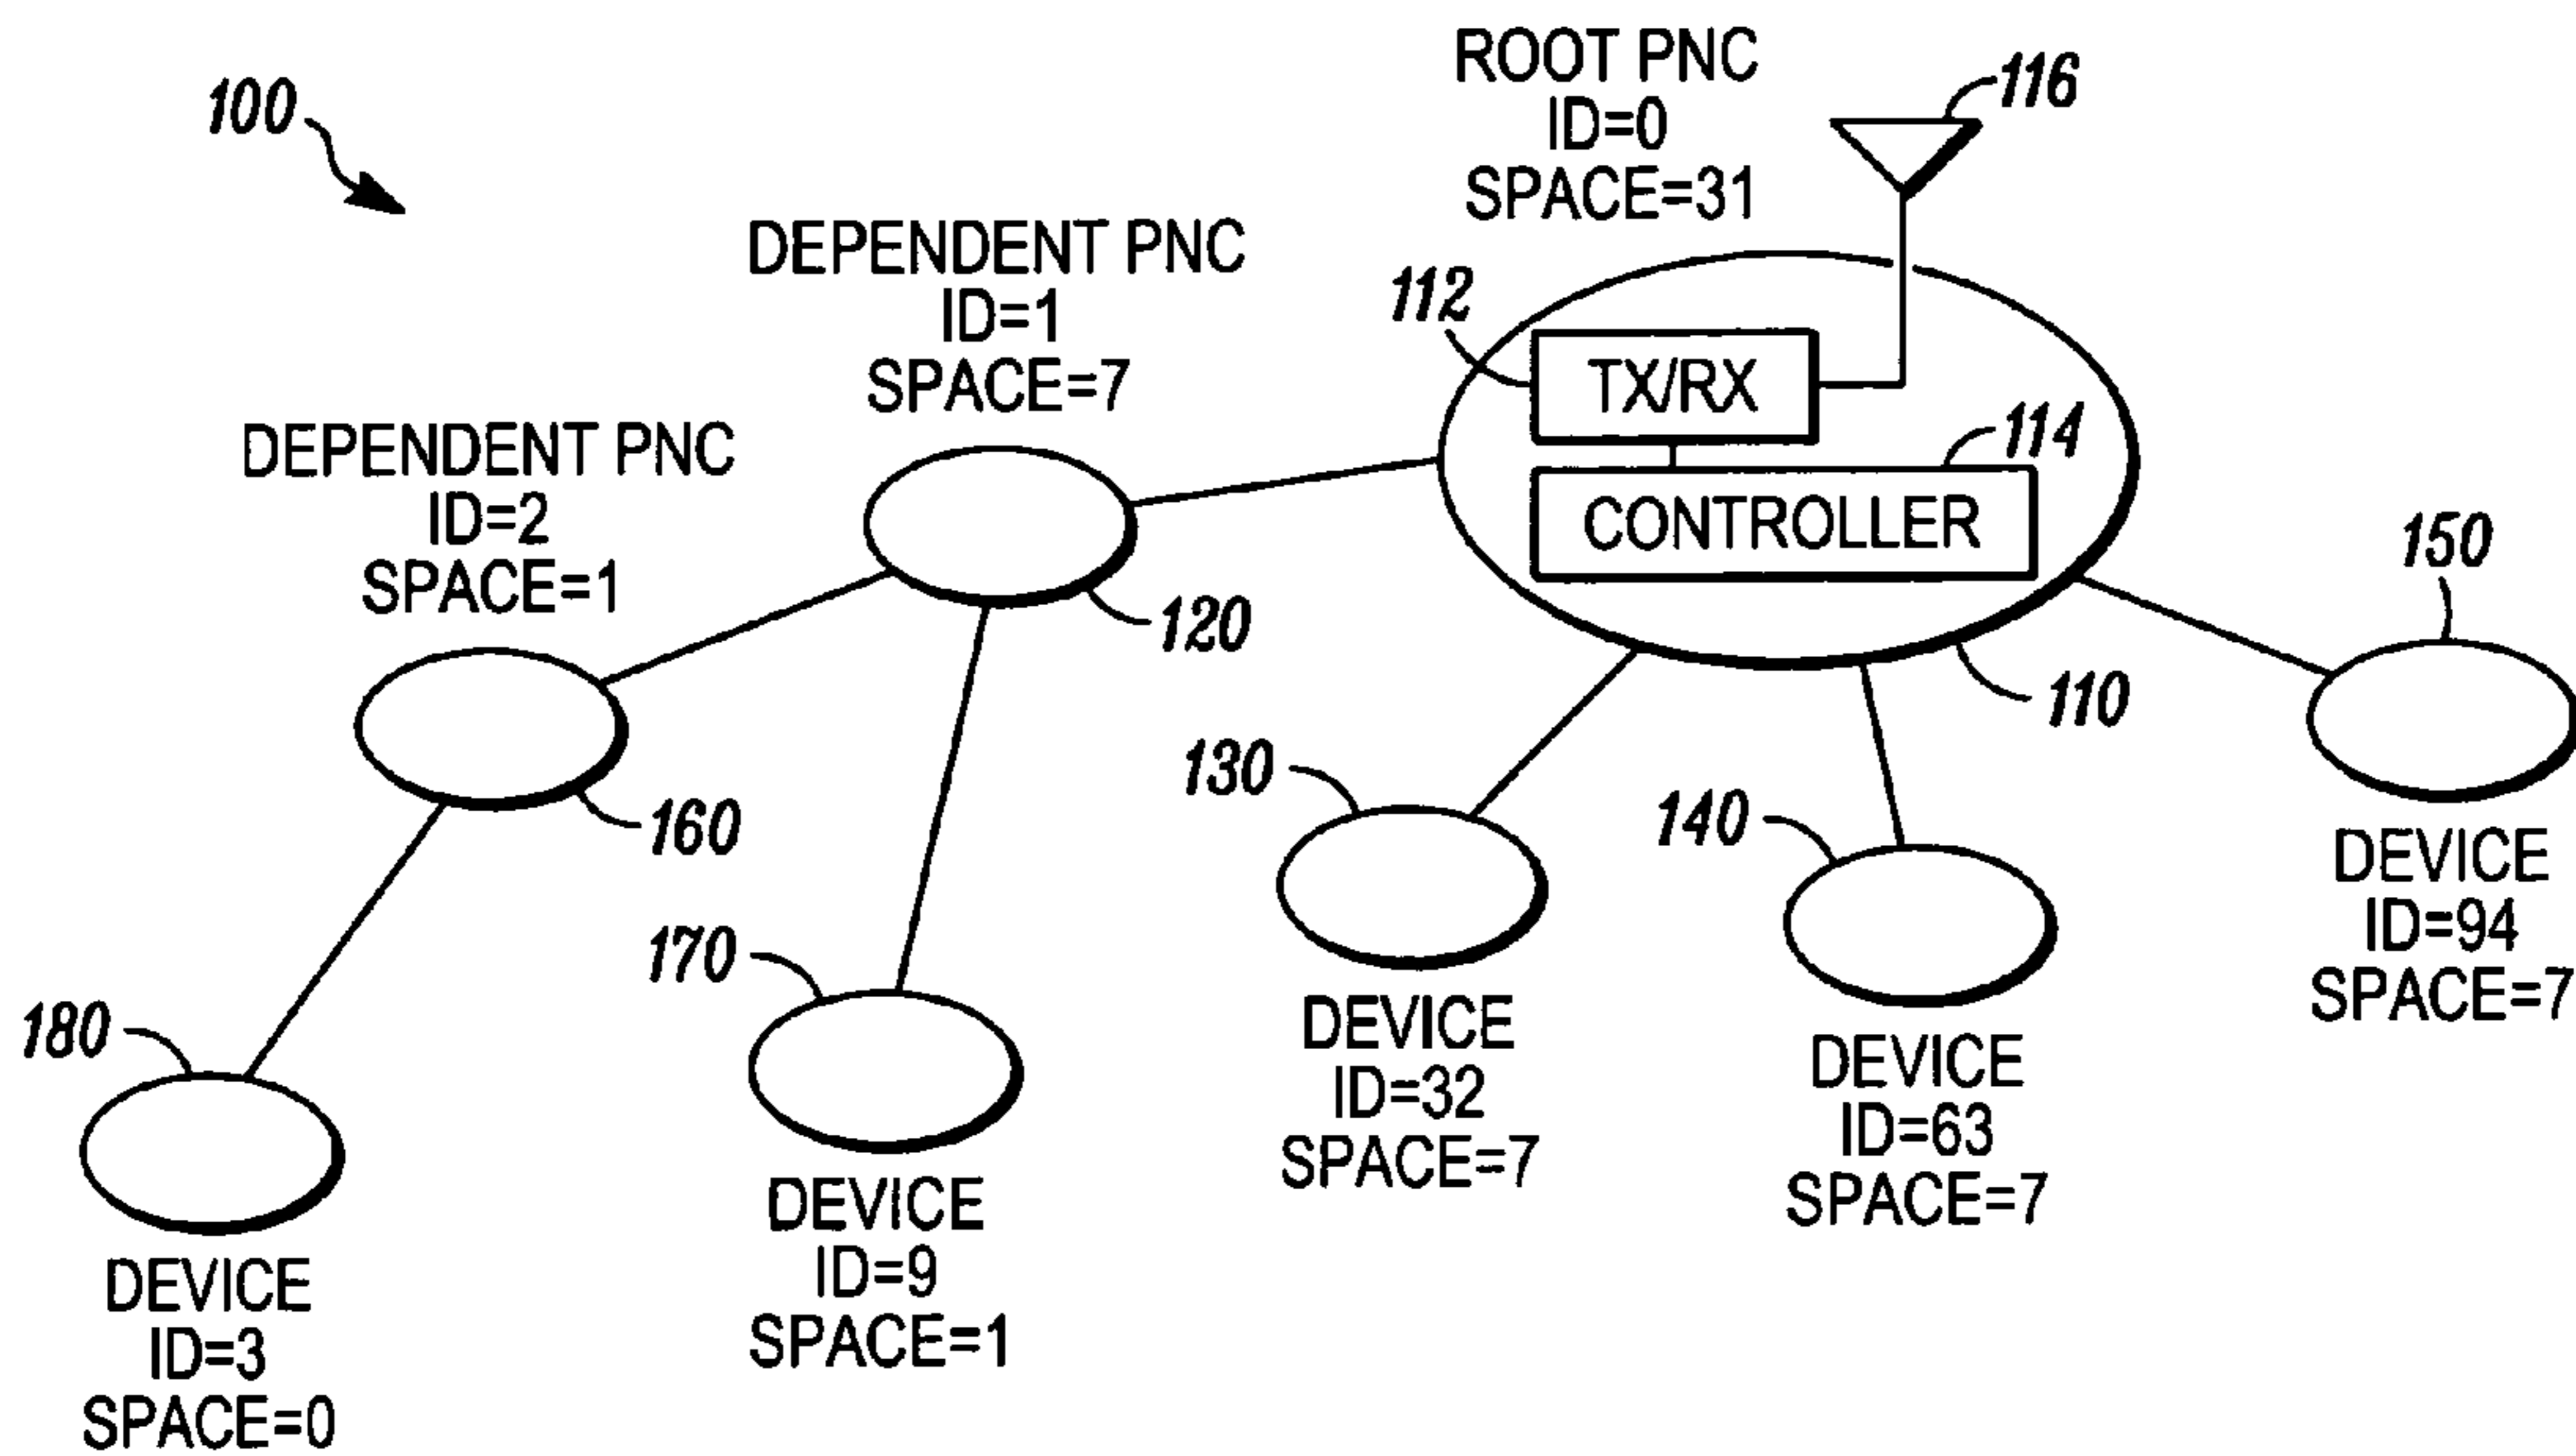 100
ROOT PNC
ID=0
SPACE=31
116
DEPENDENT PNC
ID=1
SPACE=7
112
TX/RX
114
CONTROLLER
DEPENDENT PNC
ID=2
SPACE=1
120
110
150
DEVICE
ID=94
SPACE=7
160
130
DEVICE
ID=32
SPACE=7
140
DEVICE
ID=63
SPACE=7
170
DEVICE
ID=9
SPACE=1
180
DEVICE
ID=3
SPACE=0